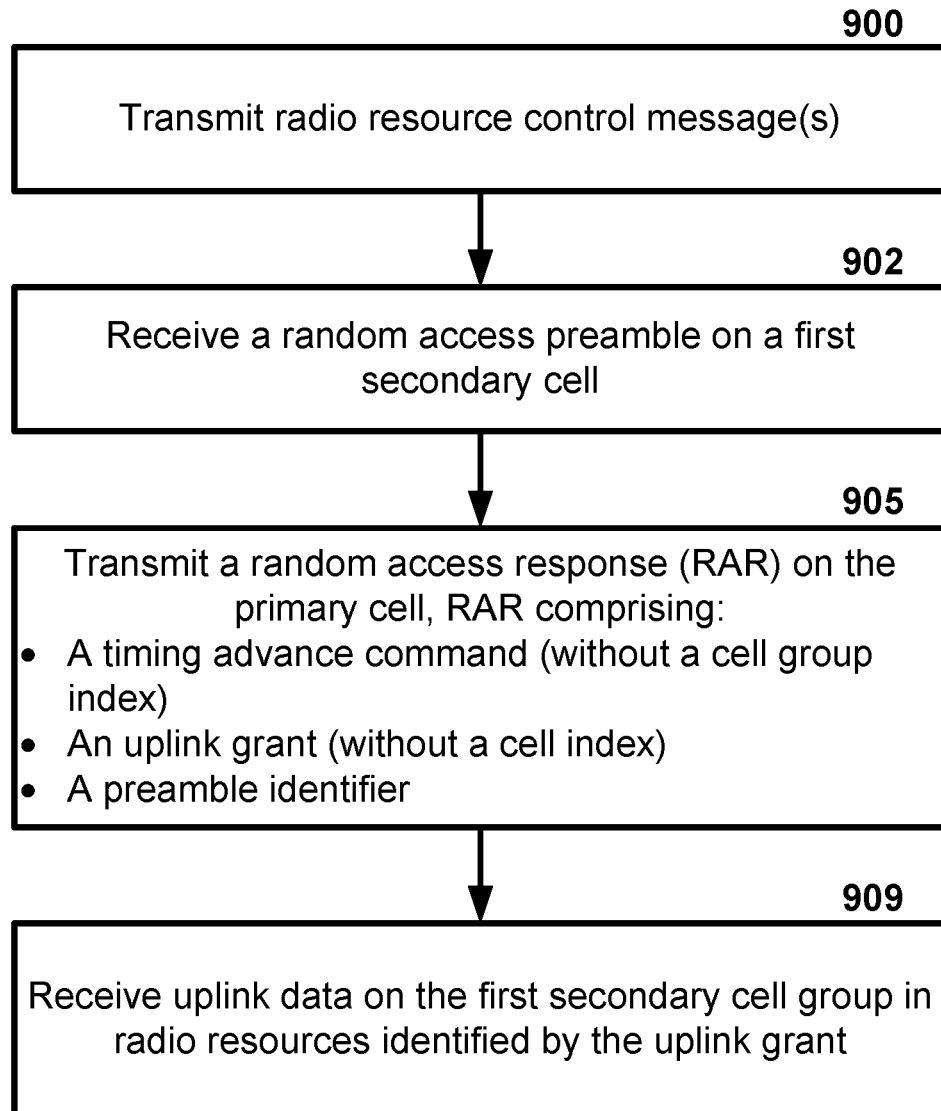 900
Transmit radio resource control message(s)
902
Receive a random access preamble on a first
secondary cell
905
Transmit a random access response (RAR) on the
primary cell, RAR comprising:
• A timing advance command (without a cell group
index)
• An uplink grant (without a cell index)
• A preamble identifier
909
Receive uplink data on the first secondary cell group in
radio resources identified by the uplink grant